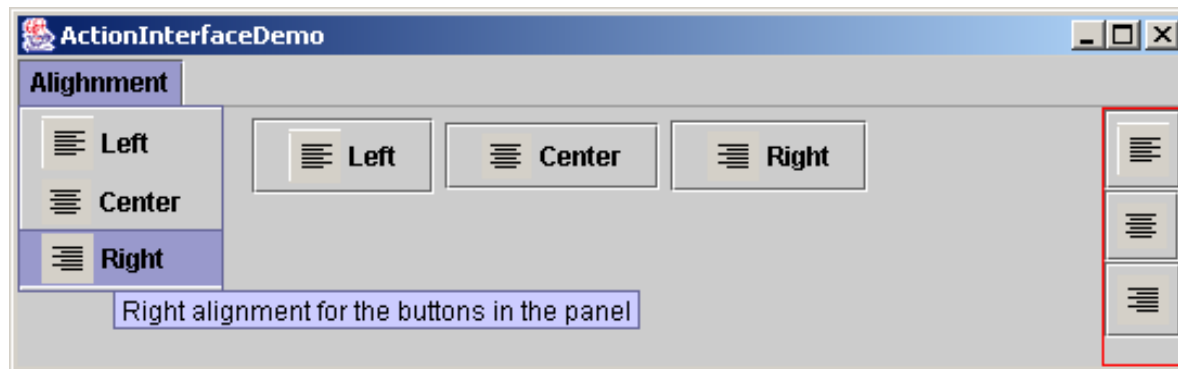 ActionInterfaceDemo
Alighnment
Left
Center
Right
Left Center Right
Right alignment for the buttons in the panel